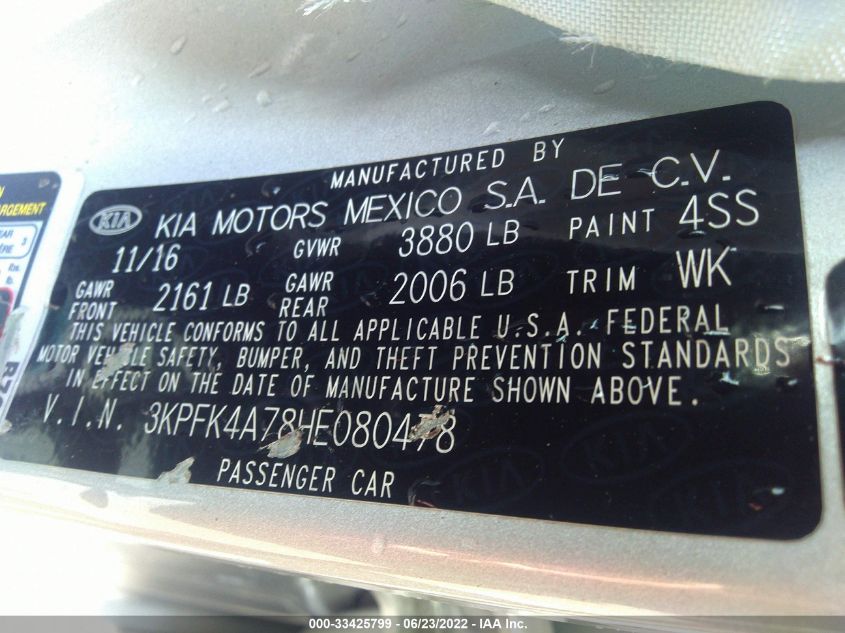 MANUFACTURED BY
KIA KIA MOTORS MEXICO S.A. DE C.V.
11/16 GVWR 3880 LB PAINT 4SS
GAWR FRONT 2161 LB GAWR REAR 2006 LB TRIM WK
THIS VEHICLE CONFORMS TO ALL APPLICABLE U.S.A. FEDERAL
MOTOR VEHICLE SAFETY, BUMPER, AND THEFT PREVENTION STANDARDS
IN EFFECT ON THE DATE OF MANUFACTURE SHOWN ABOVE.
V.I.N. 3KPFK4A78HE080478
PASSENGER CAR
000-33425799 - 06/23/2022 - IAA Inc.